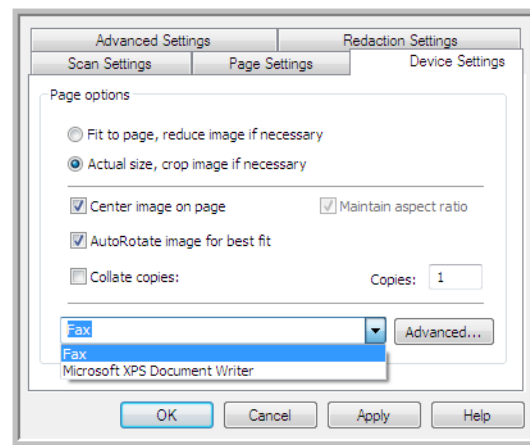 Advanced Settings Redaction Settings
Scan Settings Page Settings Device Settings
Page options
Fit to page, reduce image if necessary
Actual size, crop image if necessary
Center image on page Maintain aspect ratio
AutoRotate image for best fit
Collate copies: Copies: 1
Fax Advanced...
Fax
Microsoft XPS Document Writer
OK Cancel Apply Help